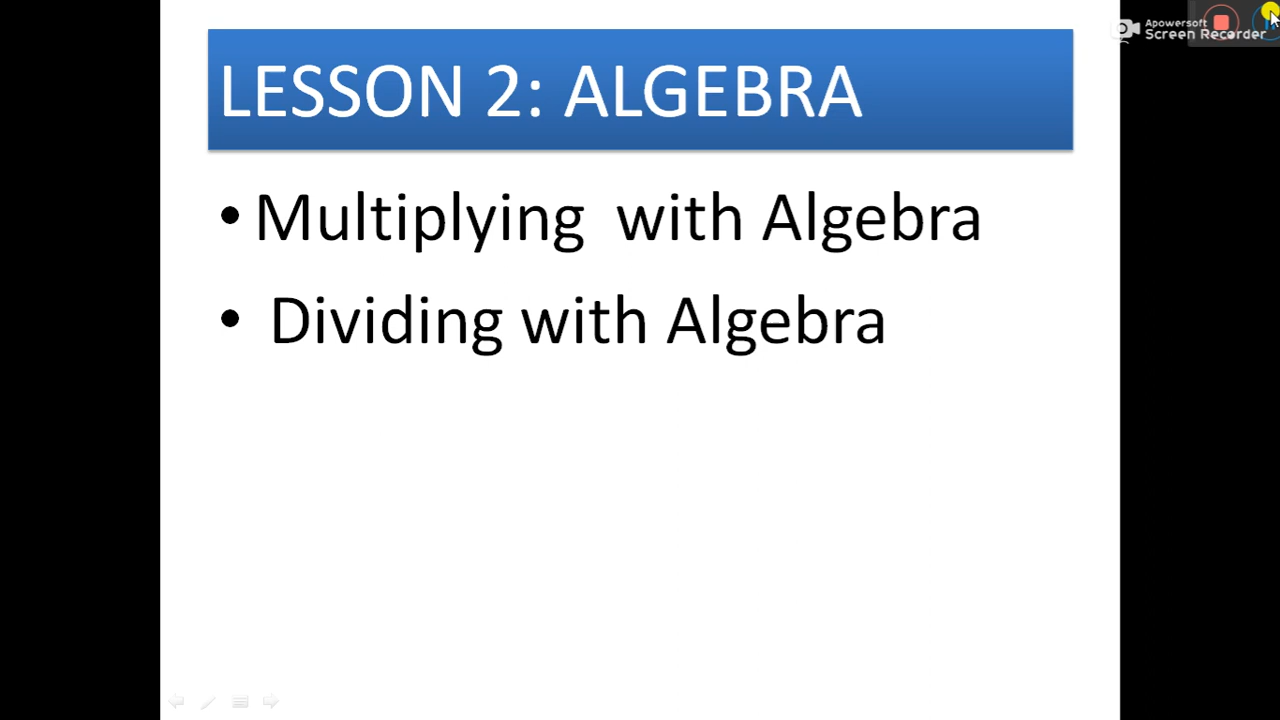 Apowersoft
Screen Recorder
LESSON 2: ALGEBRA
• Multiplying  with Algebra
•  Dividing with Algebra